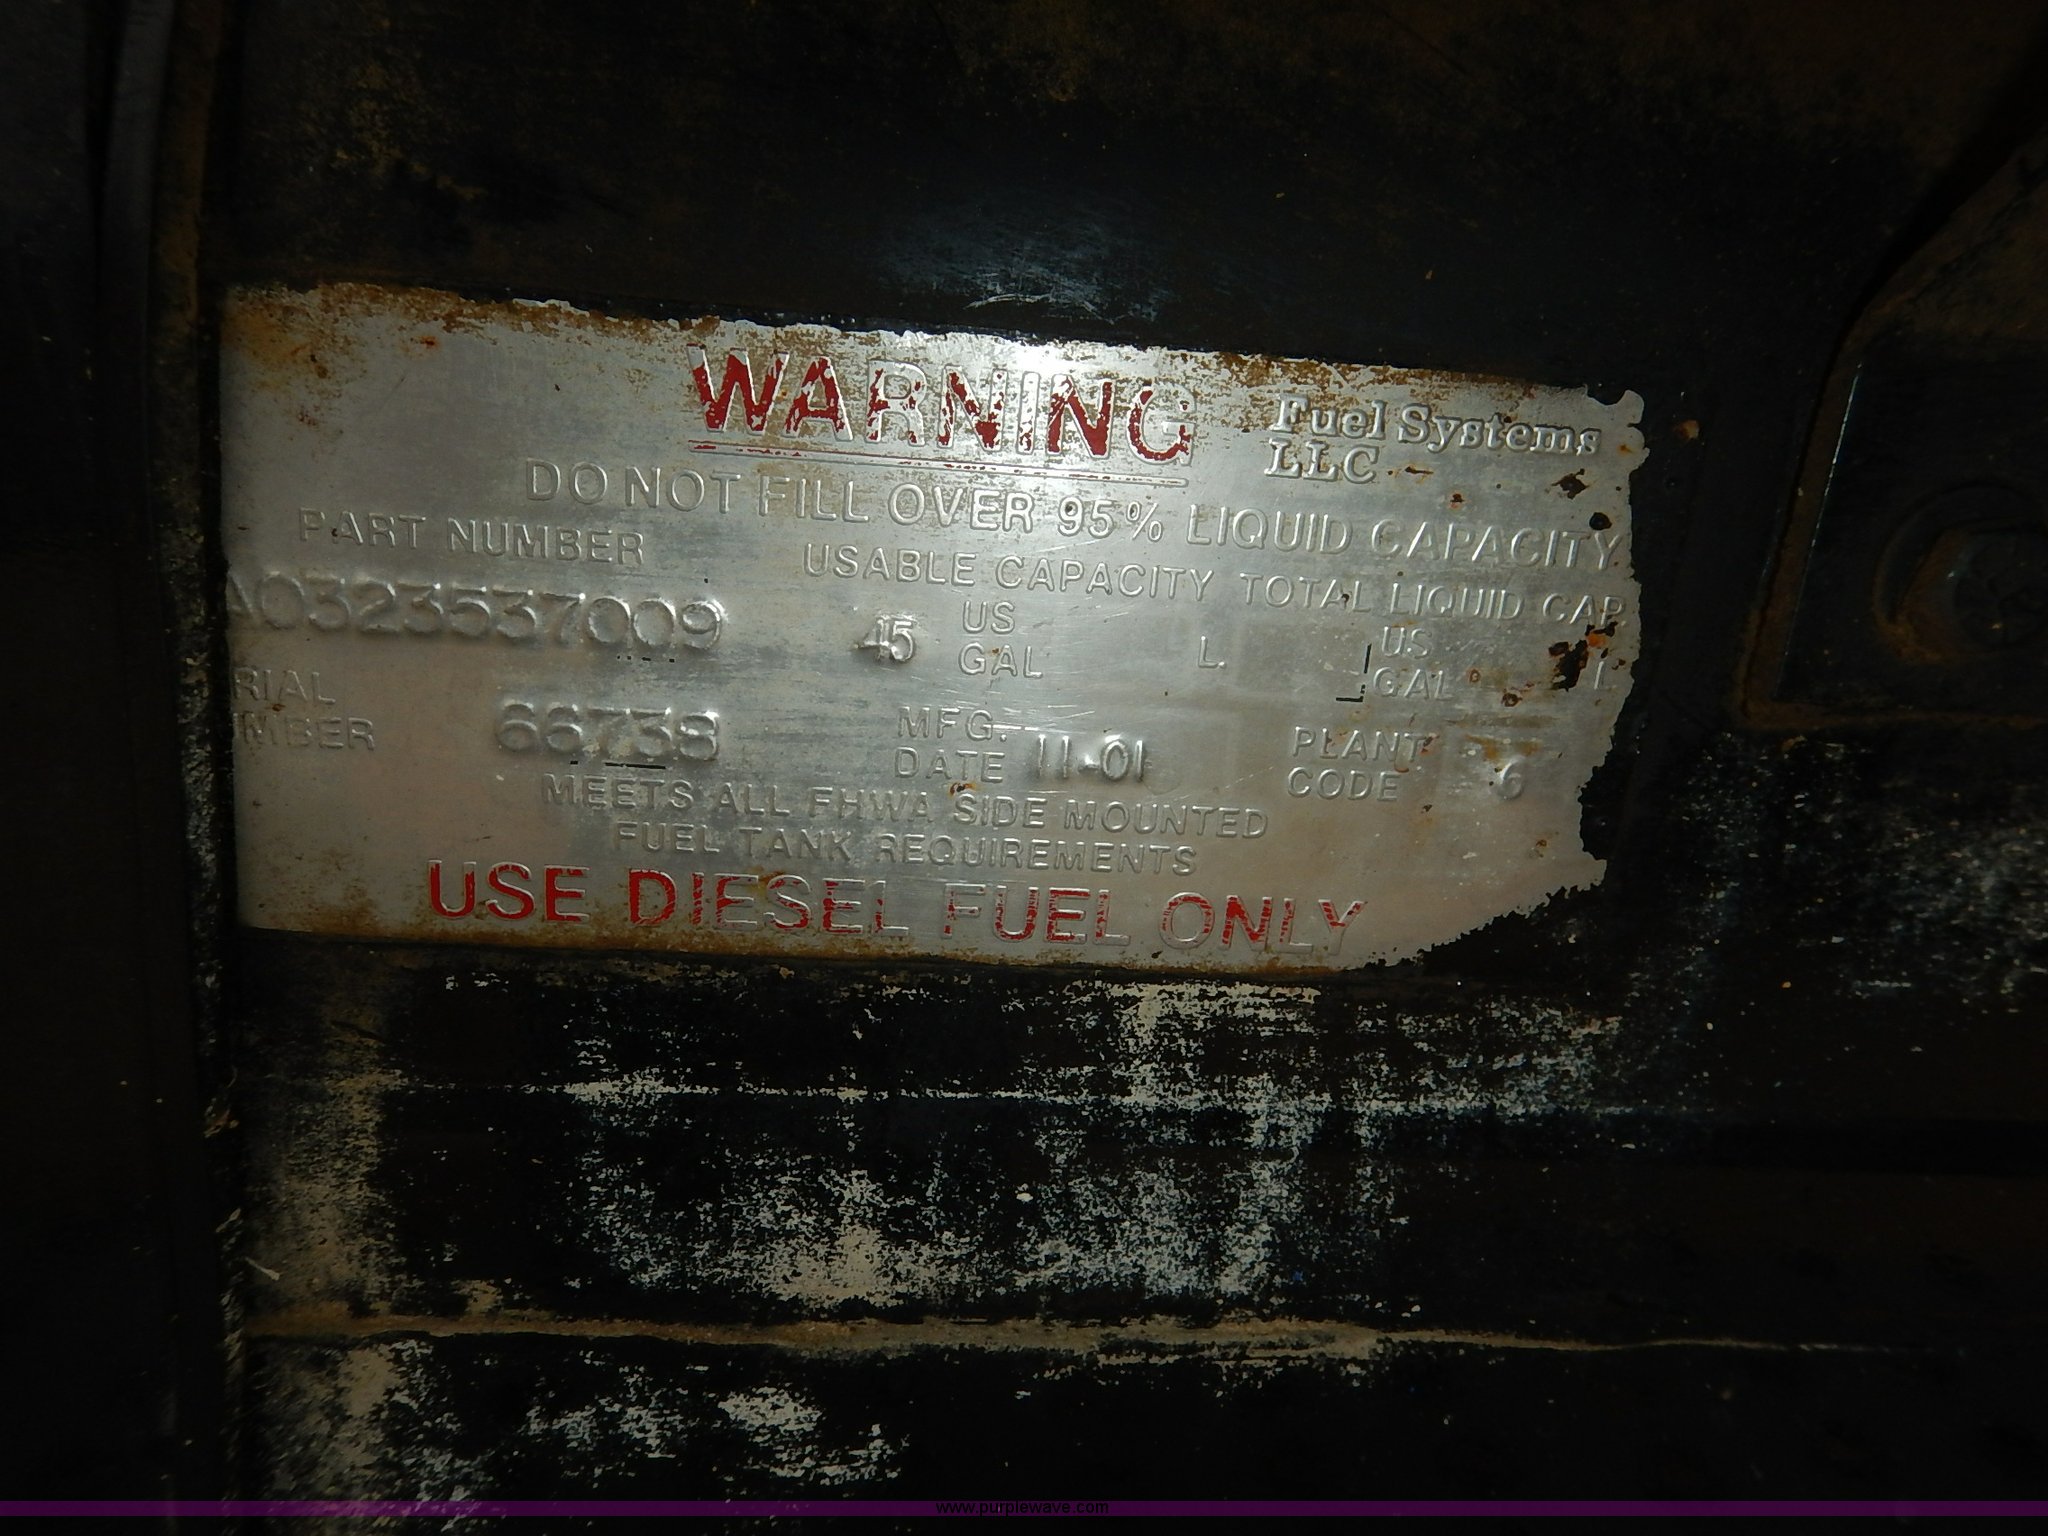 WARNING
Fuel Systems
LLC
DO NOT FILL OVER 95% LIQUID CAPACITY
PART NUMBER
USABLE CAPACITY TOTAL LIQUID CAP.
A0323537009
45 US GAL L. US GAL L.
RIAL
MBER 66738
MFG. DATE 11-01
PLANT CODE 6
MEETS ALL FHWA SIDE MOUNTED
FUEL TANK REQUIREMENTS
USE DIESEL FUEL ONLY
www.purplewave.com